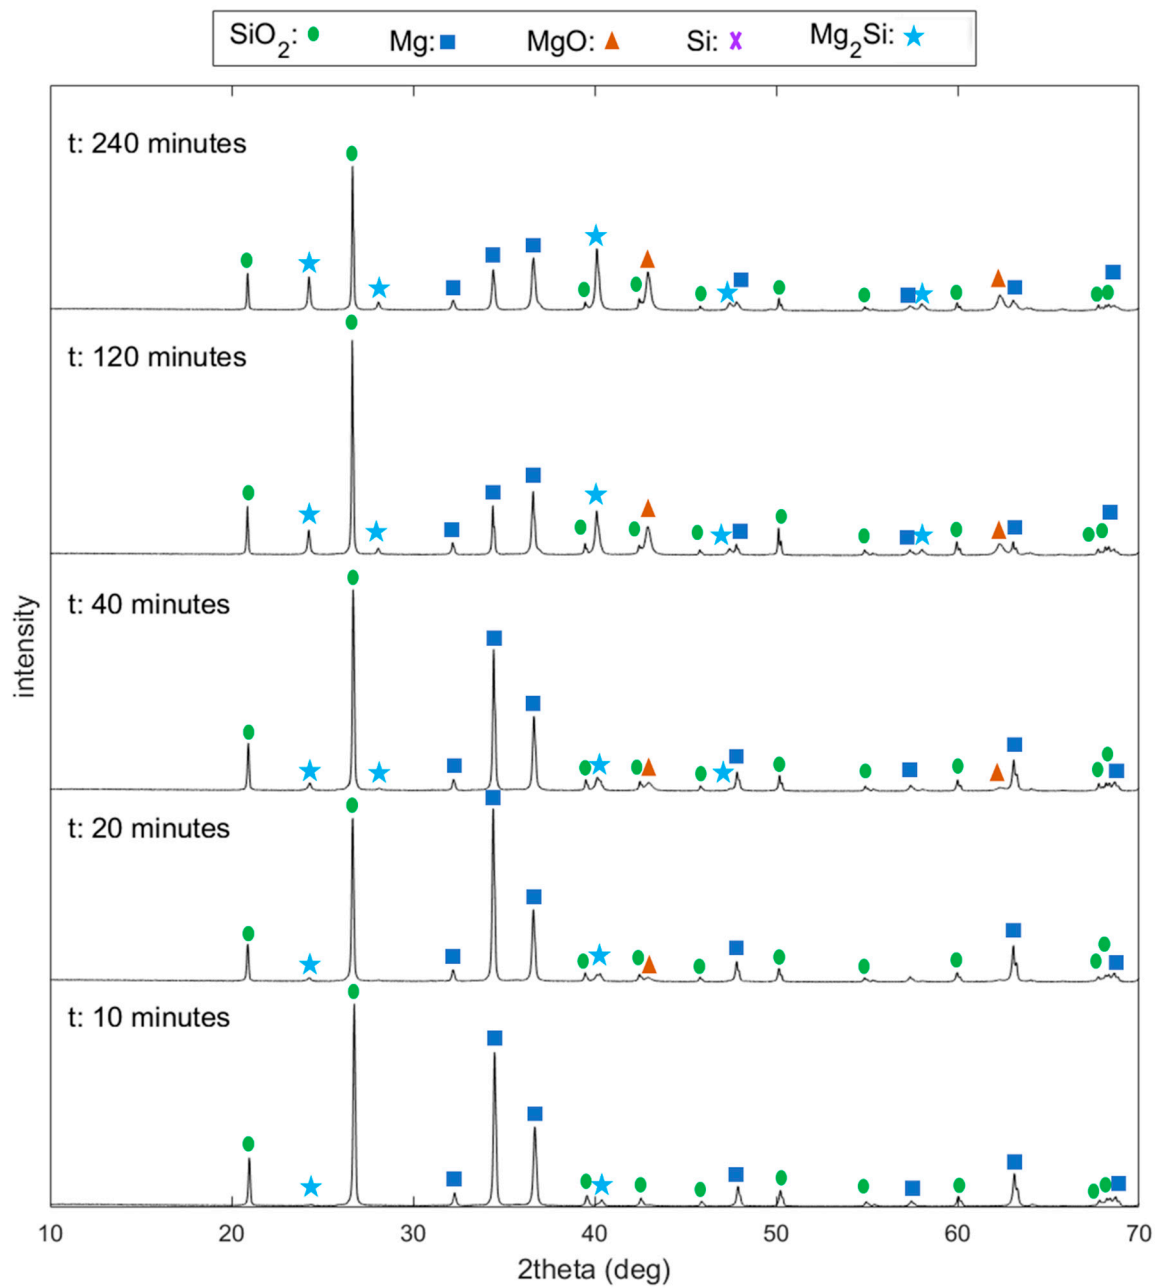 SiO2: Mg: MgO: Si: Mg2Si:
t: 240 minutes
t: 120 minutes
t: 40 minutes
t: 20 minutes
t: 10 minutes
intensity
10 20 30 40 50 60 70
2theta (deg)